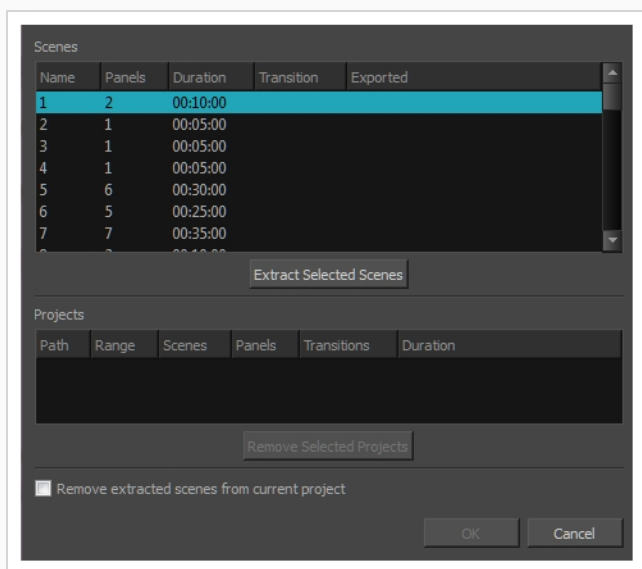 Scenes
Name Panels Duration Transition Exported
1 2 00:10:00
2 1 00:05:00
3 1 00:05:00
4 1 00:05:00
5 6 00:30:00
6 5 00:25:00
7 7 00:35:00
Extract Selected Scenes
Projects
Path Range Scenes Panels Transitions Duration
Remove Selected Projects
Remove extracted scenes from current project
OK Cancel